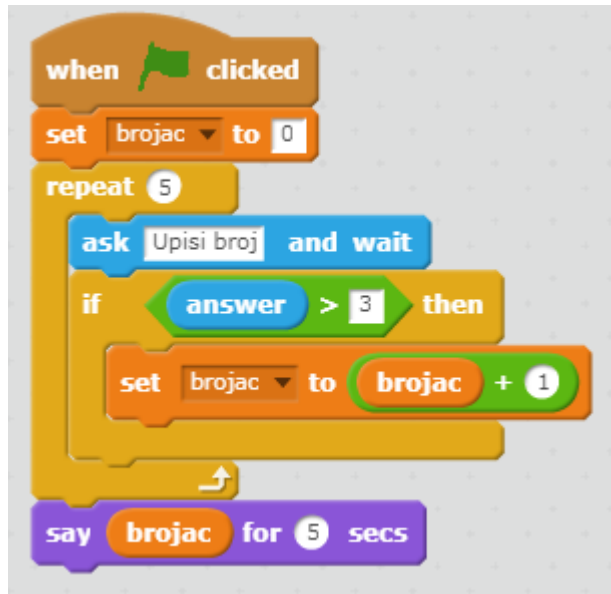 when clicked
set brojac to 0
repeat 5
ask Upisi broj and wait
if answer > 3 then
set brojac to brojac + 1
say brojac for 5 secs